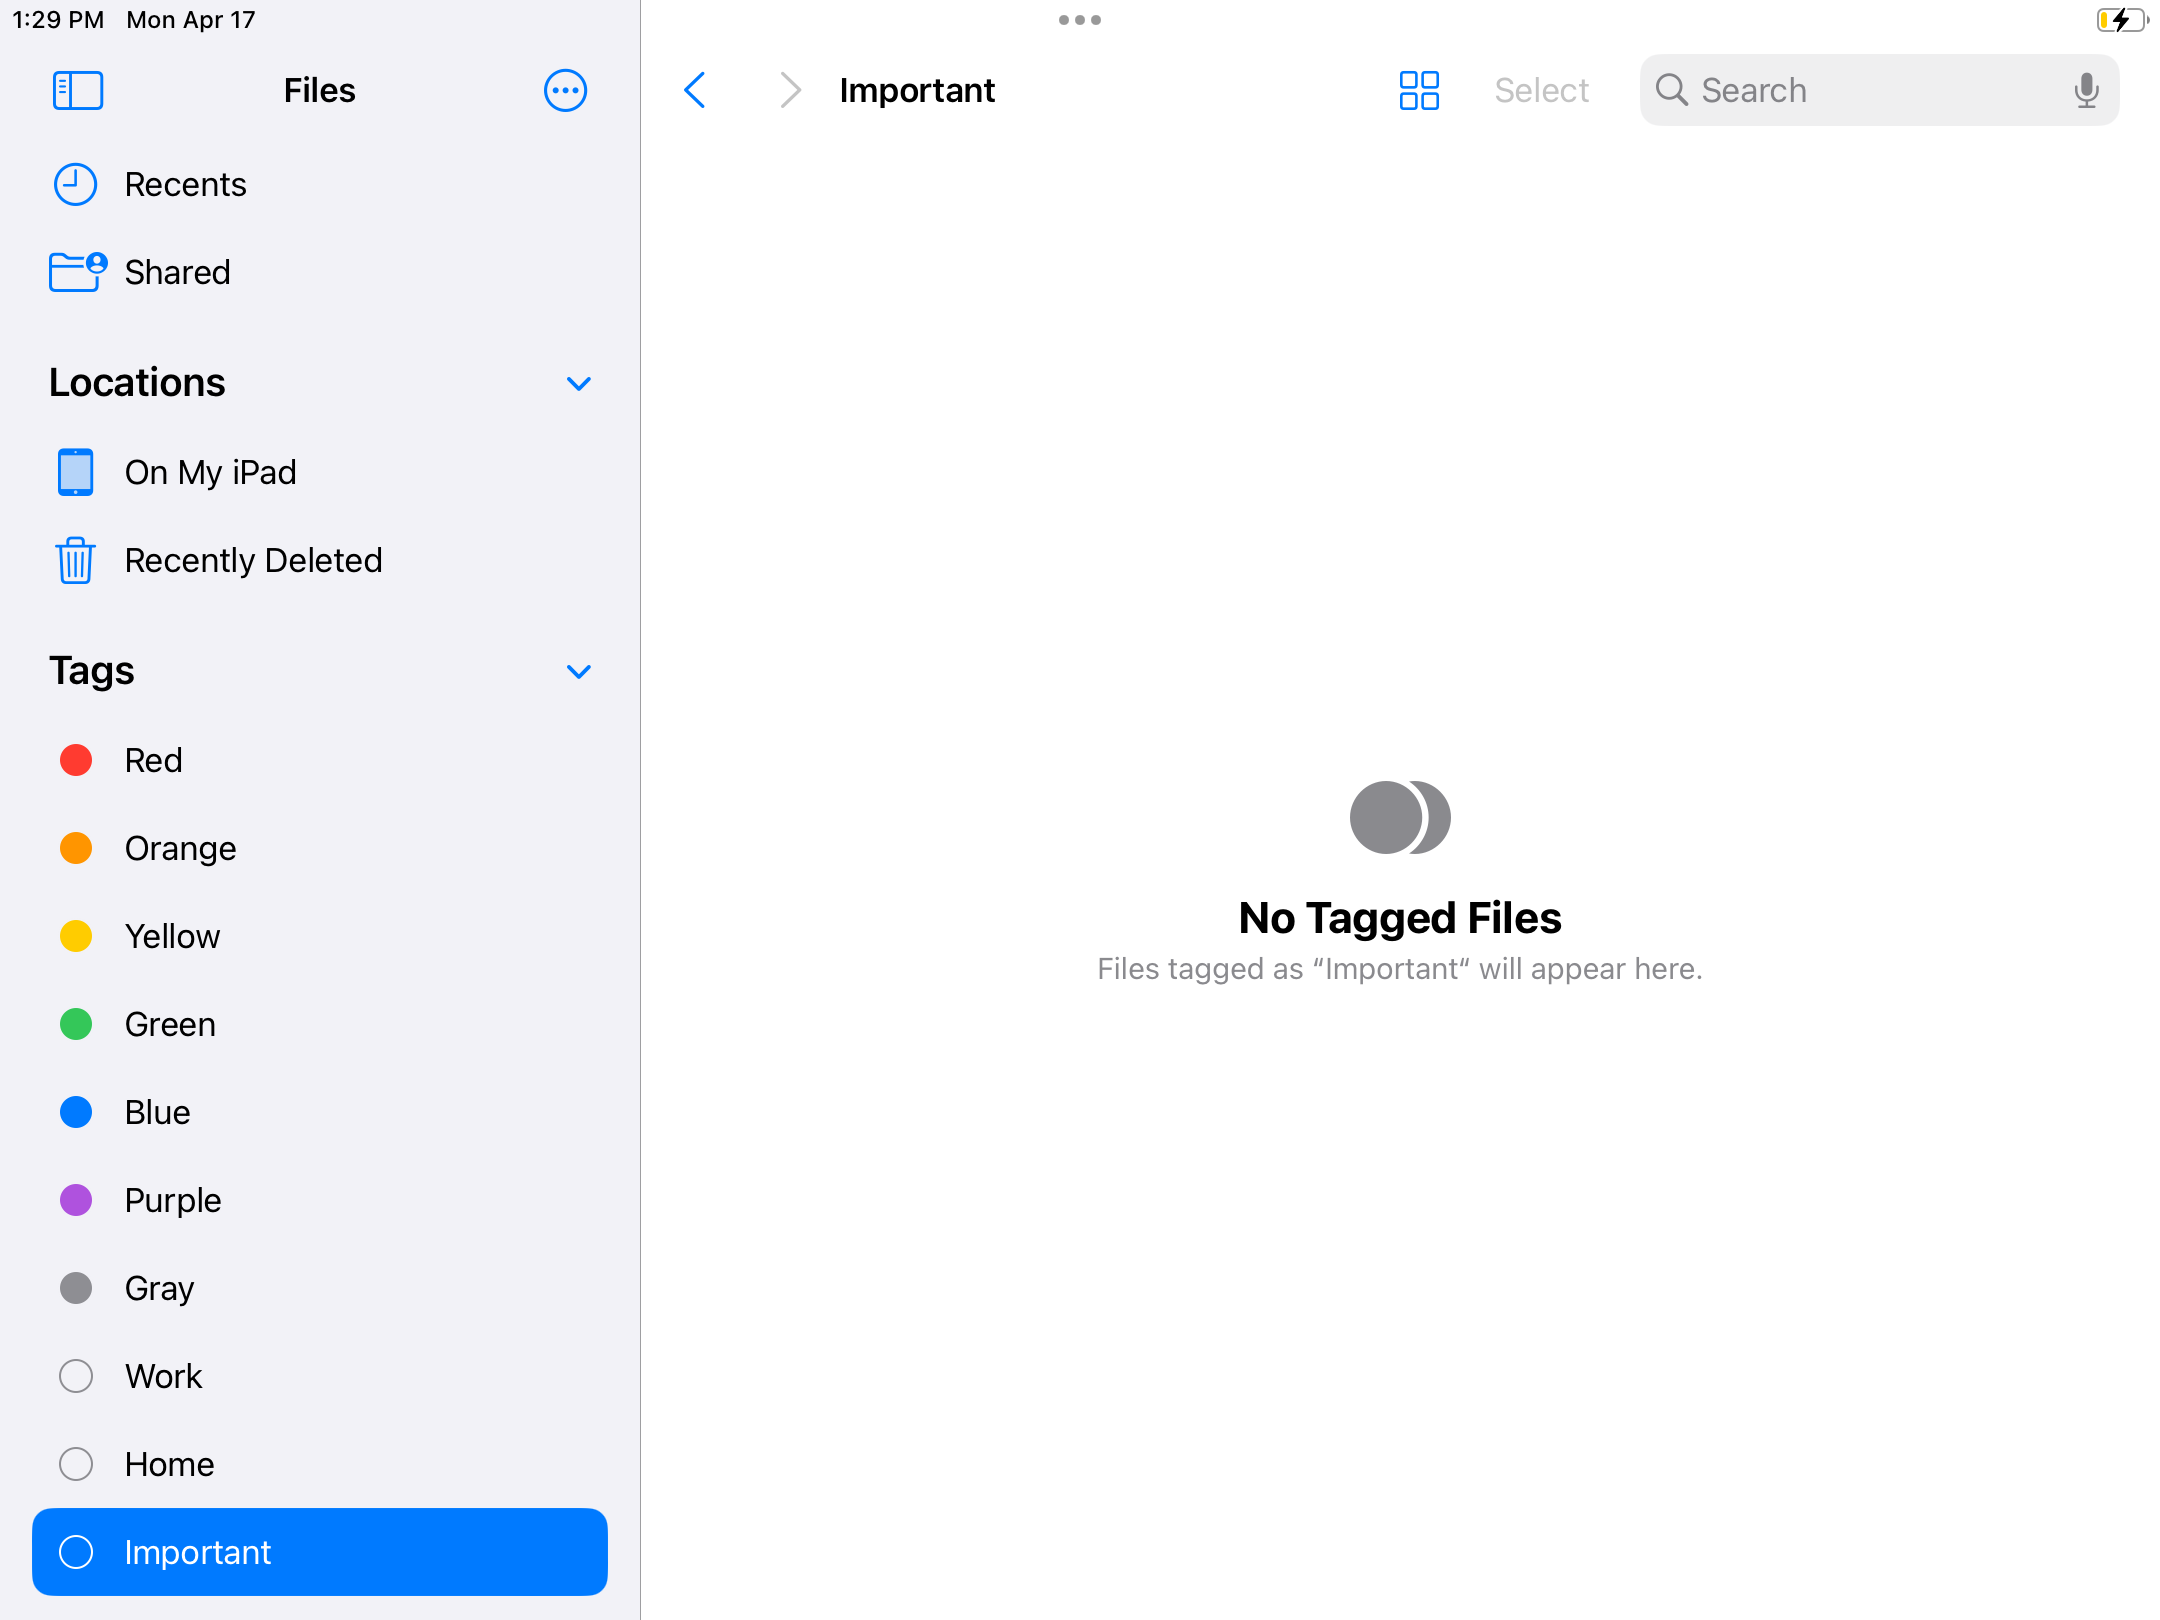 1:29 PM Mon Apr 17
Files
Recents
Shared
Locations
On My iPad
Recently Deleted
Tags
Red
Orange
Yellow
Green
Blue
Purple
Gray
Work
Home
Important
Important
Select
Search
No Tagged Files
Files tagged as “Important“ will appear here.